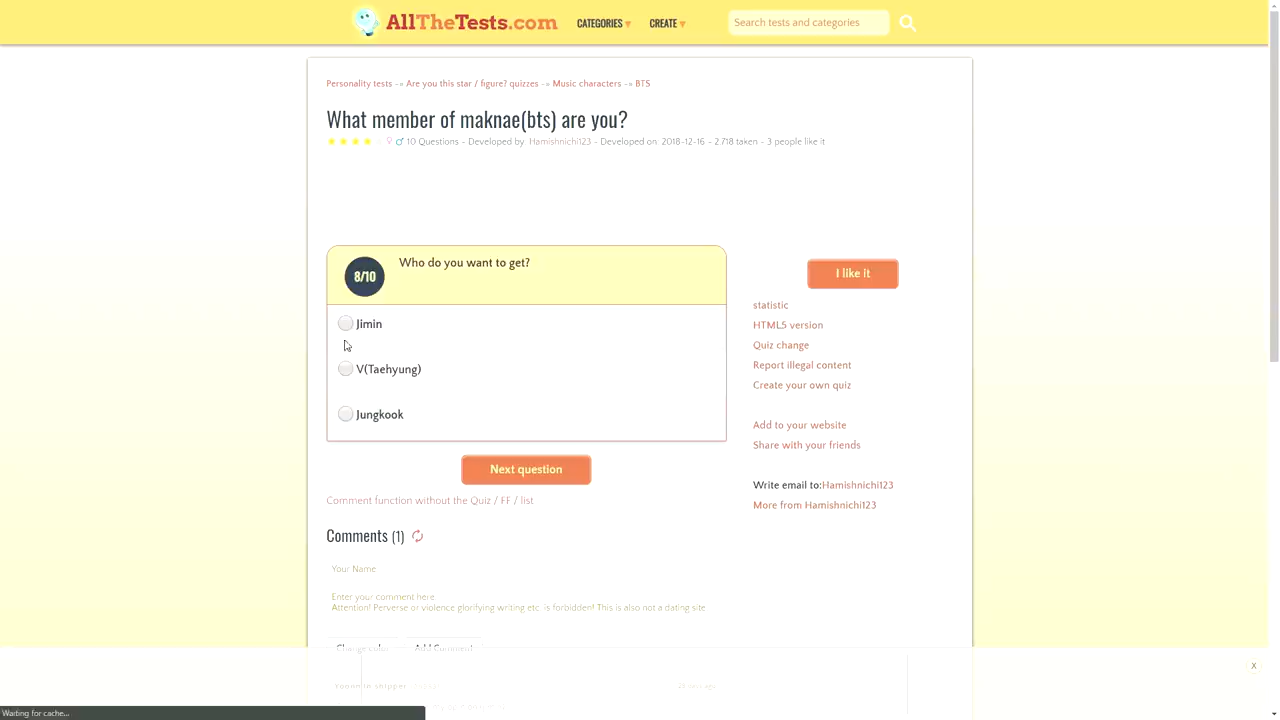 AllTheTests.com
CATEGORIES
CREATE
Search tests and categories
Personality tests -» Are you this star / figure? quizzes -» Music characters -» BTS
What member of maknae(bts) are you?
10 Questions - Developed by: Hamishnichi123 - Developed on: 2018-12-16 - 2.718 taken - 3 people like it
8/10
Who do you want to get?
Jimin
V(Taehyung)
Jungkook
Next question
I like it
statistic
HTML5 version
Quiz change
Report illegal content
Create your own quiz
Add to your website
Share with your friends
Write email to:Hamishnichi123
More from Hamishnichi123
Comment function without the Quiz / FF / list
Comments (1)
Your Name
Enter your comment here
Attention! Perverse or violence glorifying writing etc. is forbidden! This is also not a dating site.
Change color
Add Comment
Yoonmin shipper
x
Waiting for cache...